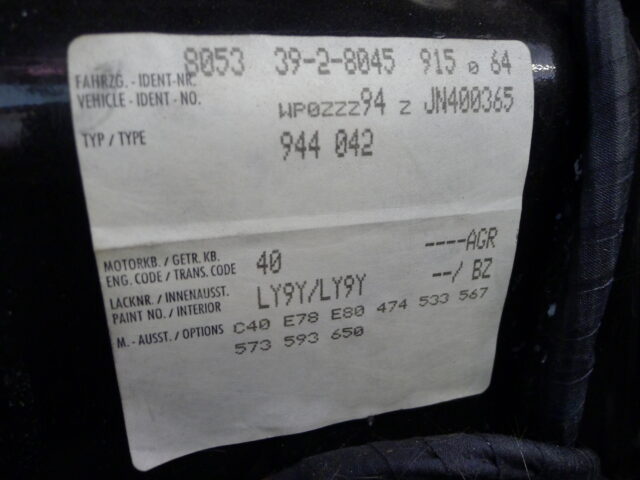 8053 39-2-8045 915 0 64
FAHRZG.-IDENT-NR.
VEHICLE-IDENT-NO. WP0ZZZ94 Z JN400365
TYP / TYPE 944 042
MOTORKB. / GETR. KB. ----AGR
ENG. CODE / TRANS. CODE 40
LACKNR. / INNENAUSST. --/ BZ
PAINT NO. / INTERIOR LY9Y/LY9Y
M. - AUSST. / OPTIONS C40 E78 E80 474 533 567
573 593 650